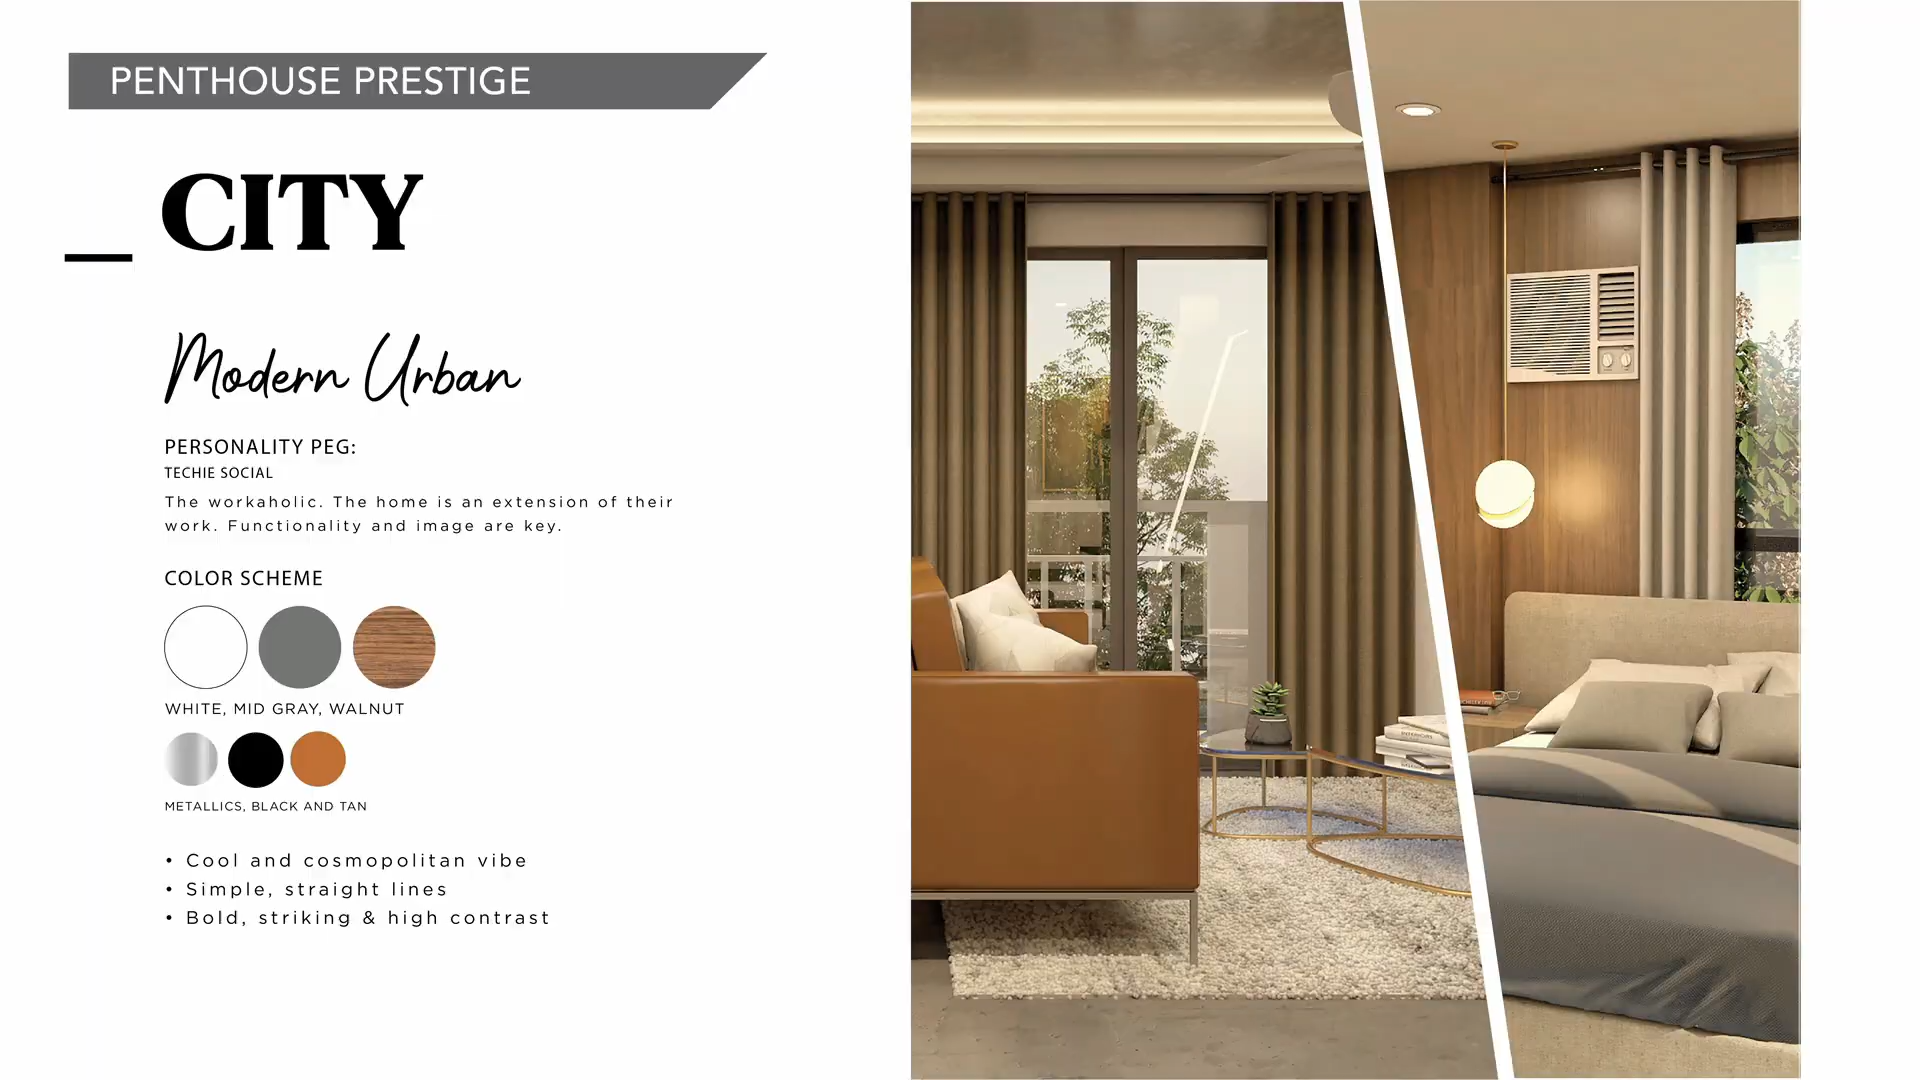 PENTHOUSE PRESTIGE
CITY
Modern Urban
PERSONALITY PEG:
TECHIE SOCIAL
The workaholic. The home is an extension of their
work. Functionality and image are key.
COLOR SCHEME
WHITE, MID GRAY, WALNUT
METALLICS, BLACK AND TAN
• Cool and cosmopolitan vibe
• Simple, straight lines
• Bold, striking & high contrast